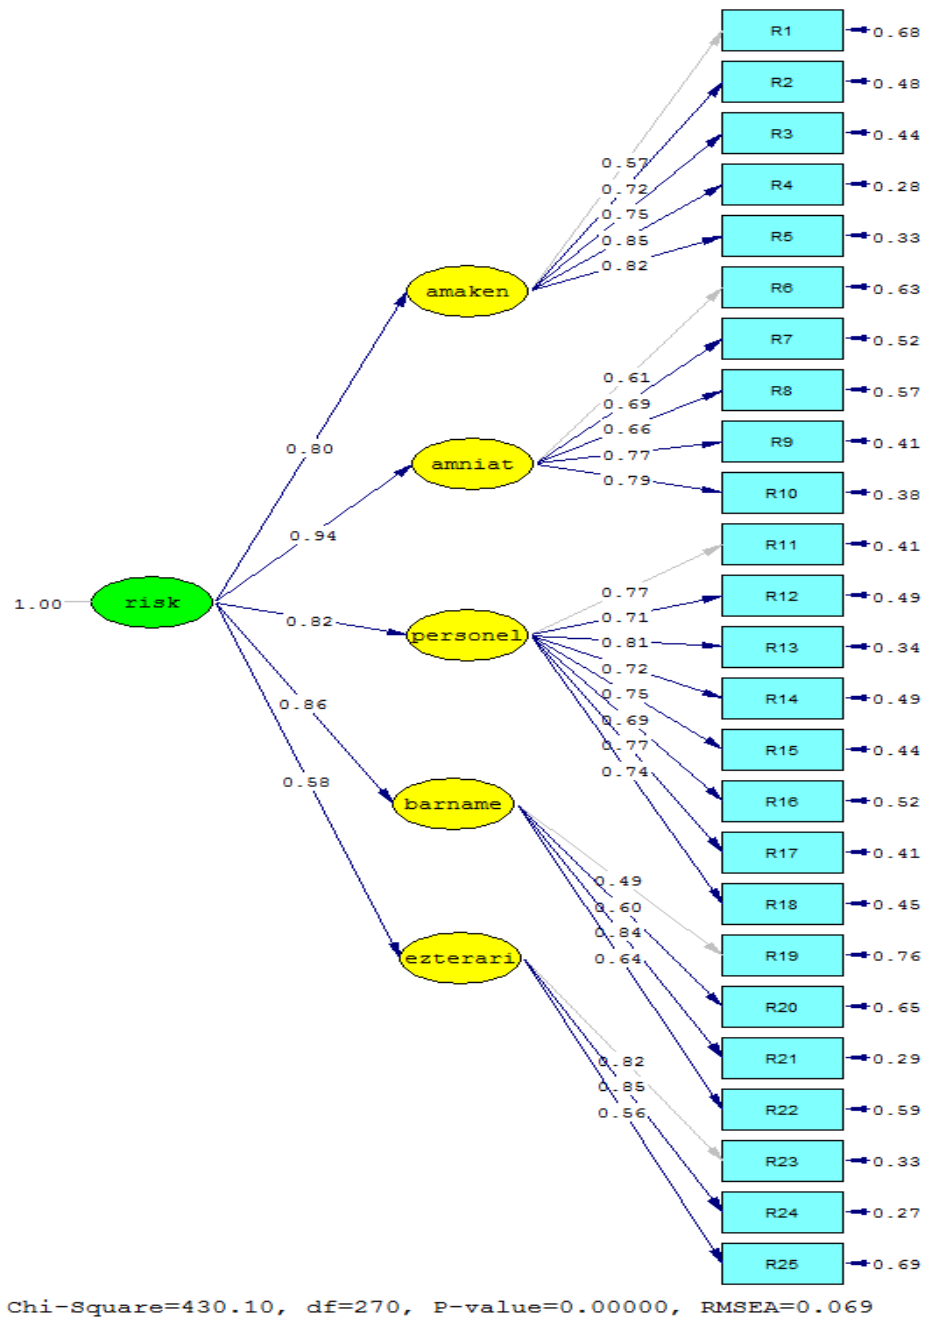 R1 0.68
R2 0.48
R3 0.44
0.57
R4 0.28
0.72
0.75
R5 0.33
0.85
0.82
amaken
R6 0.63
R7 0.52
0.61
R8 0.57
0.69
0.66
R9 0.41
0.80
0.77
amniat
0.79
R10 0.38
0.94
R11 0.41
0.77
R12 0.49
1.00 risk
0.71
0.82
personel
0.81
R13 0.34
0.72
0.75
R14 0.49
0.86
0.69
0.77
R15 0.44
0.74
0.58
barname
R16 0.52
R17 0.41
0.49
R18 0.45
0.60
0.84
R19 0.76
ezterari
0.64
R20 0.65
R21 0.29
0.82
0.85
R22 0.59
0.56
R23 0.33
R24 0.27
R25 0.69
Chi-Square=430.10, df=270, P-value=0.00000, RMSEA=0.069